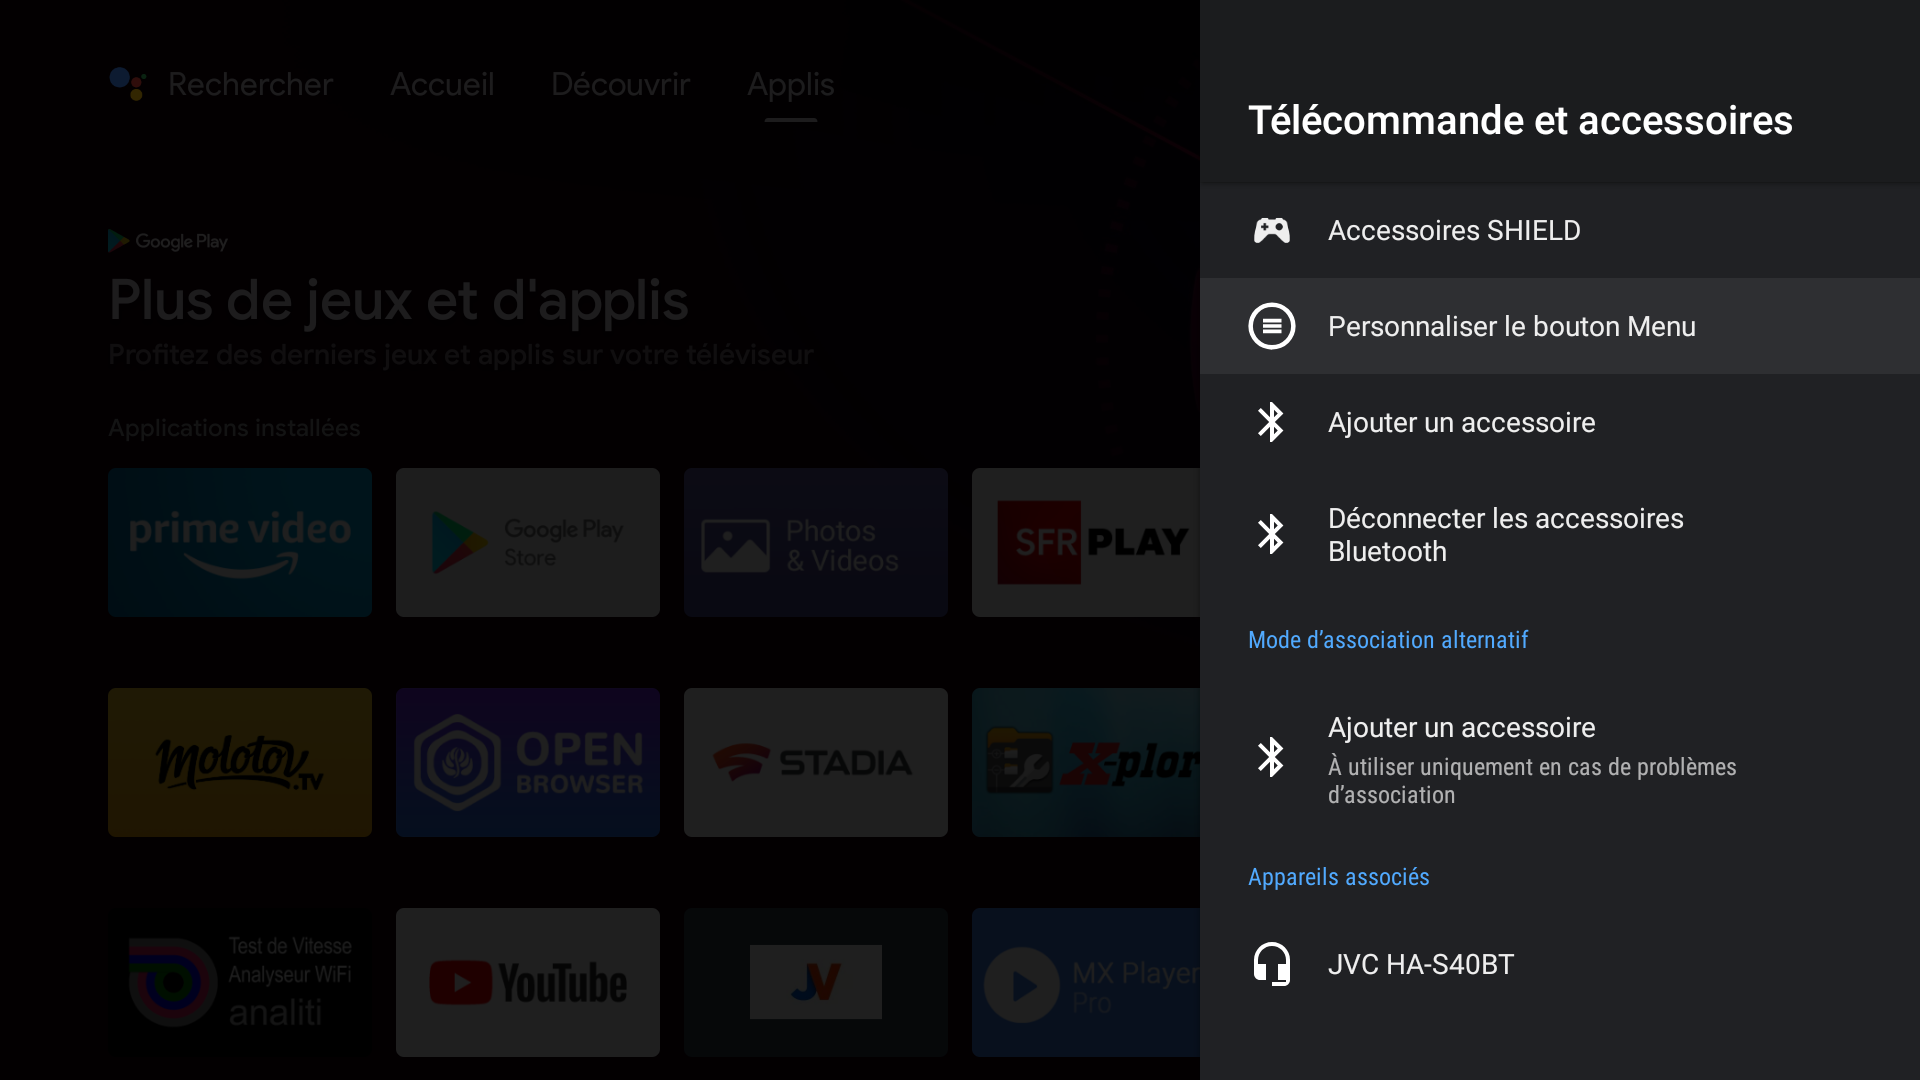 Rechercher
Accueil
Découvrir
Applis
Google Play
Plus de jeux et d'applis
Profitez des derniers jeux et applis sur votre téléviseur
Applications installées
prime video
Google Play
Store
Photos
& Videos
SFR PLAY
molotov.TV
OPEN
BROWSER
STADIA
X-plor
Test de Vitesse
Analyseur WiFi
analiti
YouTube
JV
MX Player
Pro
Télécommande et accessoires
Accessoires SHIELD
Personnaliser le bouton Menu
Ajouter un accessoire
Déconnecter les accessoires
Bluetooth
Mode d’association alternatif
Ajouter un accessoire
À utiliser uniquement en cas de problèmes
d’association
Appareils associés
JVC HA-S40BT